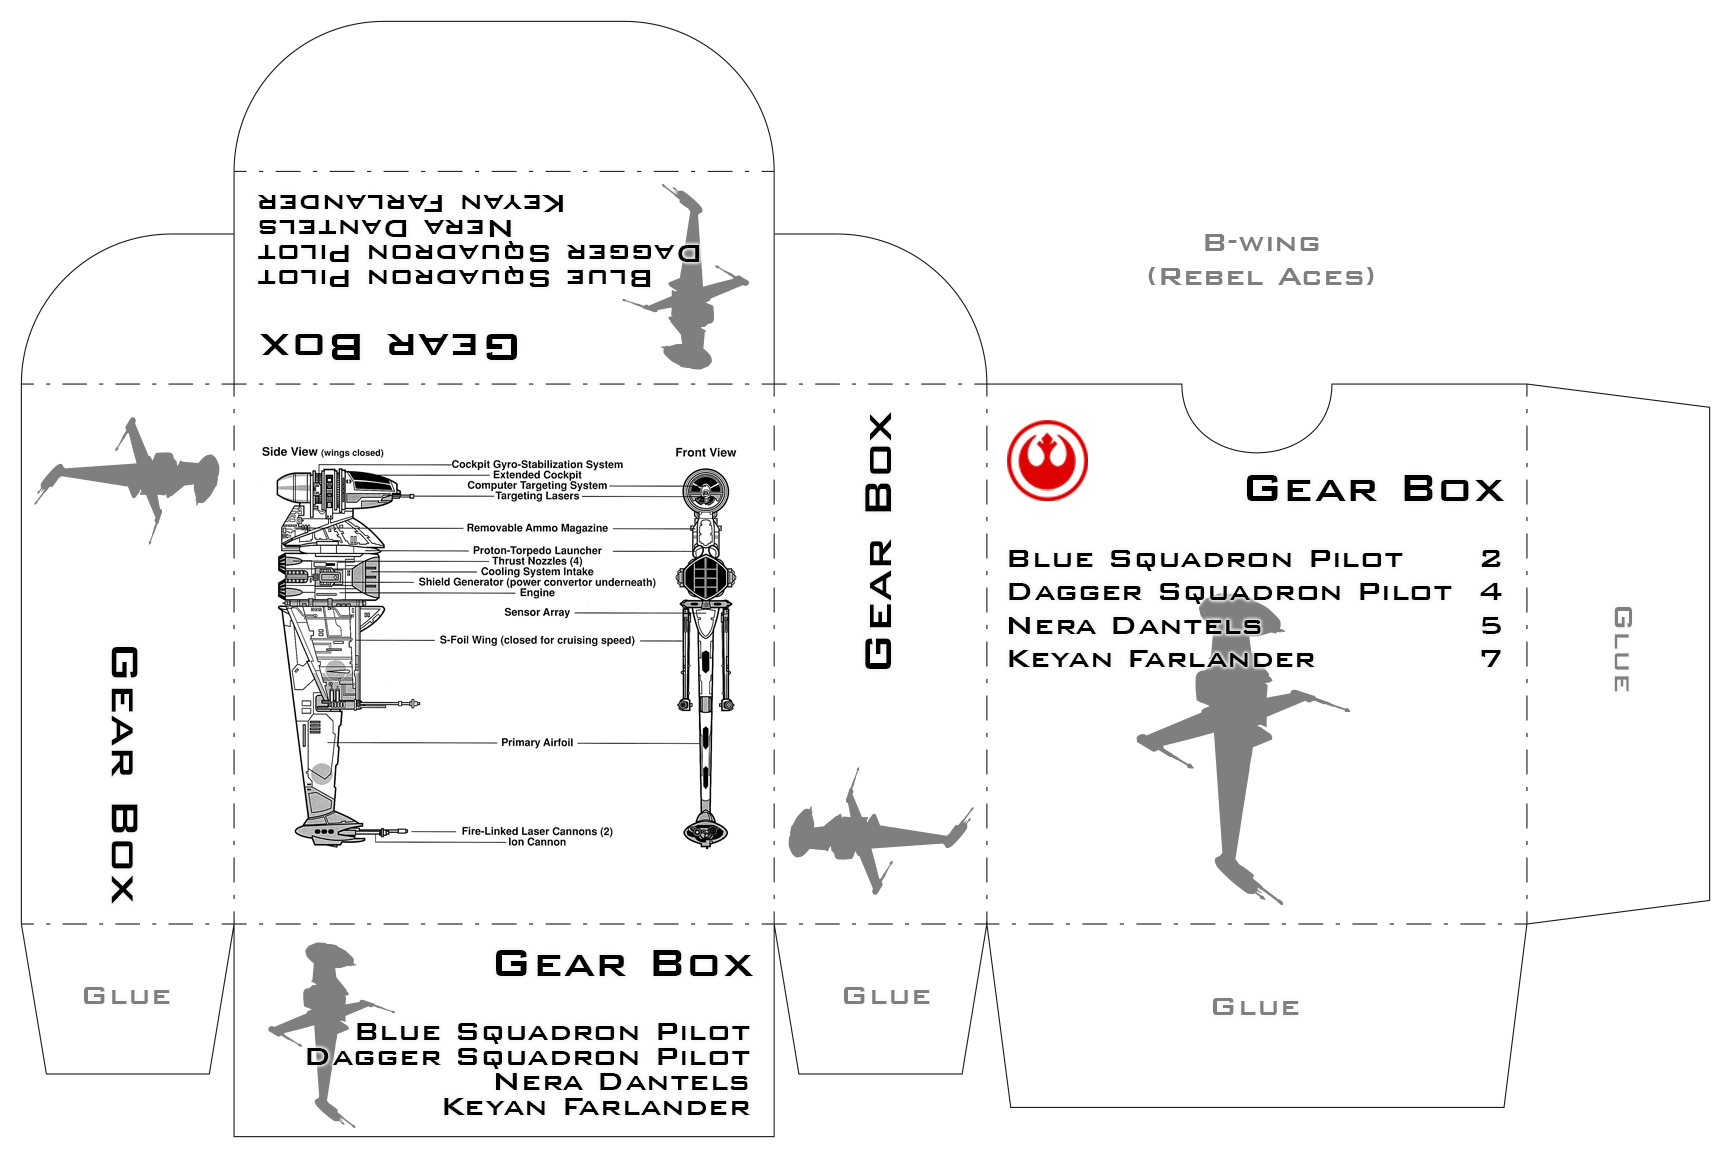 KEYAN FARLANDER
NERA DANTELS
DAGGER SQUADRON PILOT
BLUE SQUADRON PILOT
GEAR BOX
B-WING
(REBEL ACES)
GEAR BOX
Side View (wings closed)
Front View
Cockpit Gyro-Stabilization System
Extended Cockpit
Computer Targeting System
Targeting Lasers
Removable Ammo Magazine
Proton-Torpedo Launcher
Thrust Nozzles (4)
Cooling System Intake
Shield Generator (power convertor underneath)
Engine
Sensor Array
S-Foil Wing (closed for cruising speed)
Primary Airfoil
Fire-Linked Laser Cannons (2)
Ion Cannon
GEAR BOX
GEAR BOX
BLUE SQUADRON PILOT 2
DAGGER SQUADRON PILOT 4
NERA DANTELS 5
KEYAN FARLANDER 7
GLUE
GLUE
GEAR BOX
BLUE SQUADRON PILOT
DAGGER SQUADRON PILOT
NERA DANTELS
KEYAN FARLANDER
GLUE
GLUE